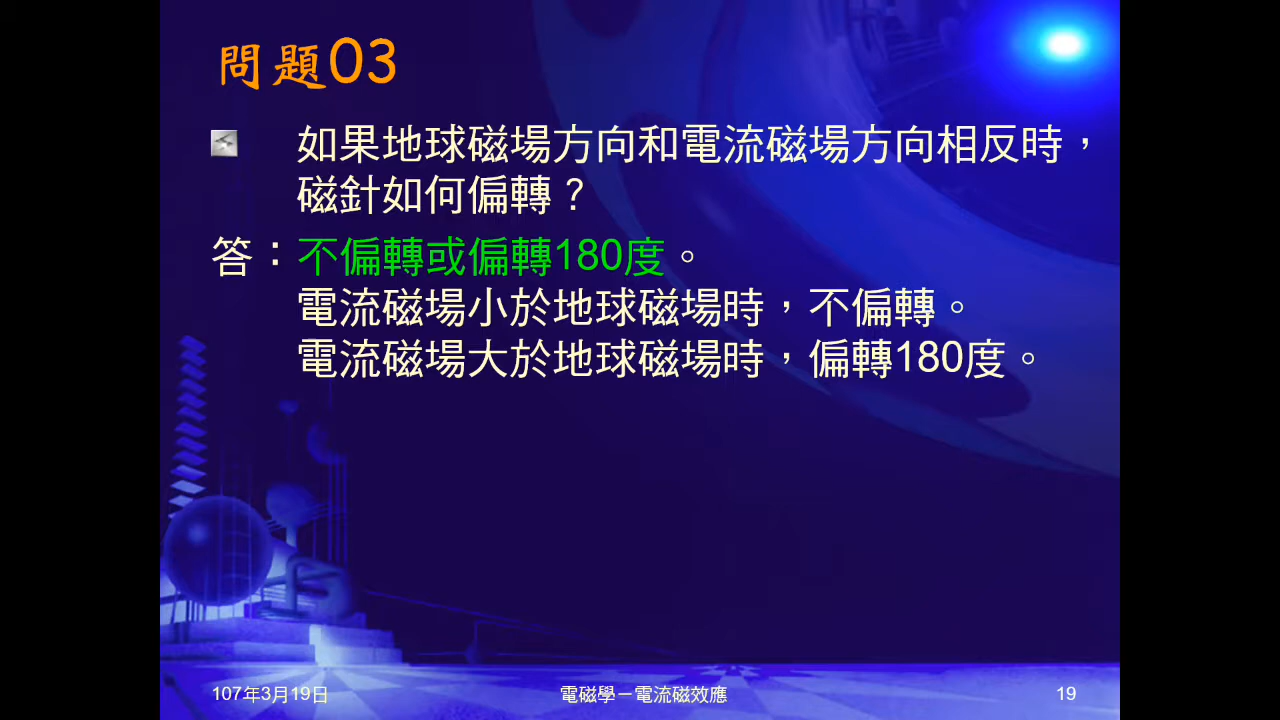 問題03
如果地球磁場方向和電流磁場方向相反時，
磁針如何偏轉？
答：不偏轉或偏轉180度。
電流磁場小於地球磁場時，不偏轉。
電流磁場大於地球磁場時，偏轉180度。
107年3月19日
電磁學－電流磁效應
19